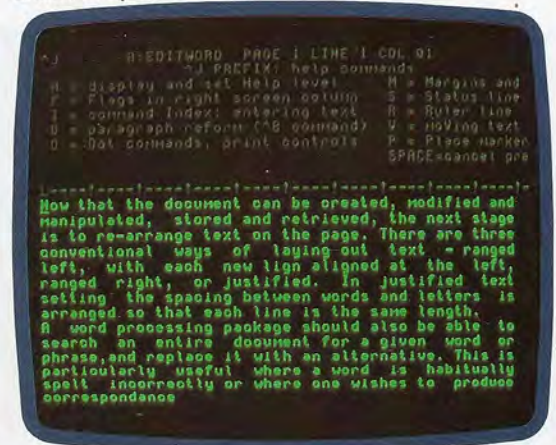 ^J A:EDITWORD PAGE 1 LINE 1 COL 01
^J PREFIX: help commands
H = display and set Help level M = Margins and
F = Flags in right screen column S = Status line
I = command Index: entering text R = Ruler line
B = paragraph reform (^B command) V = moVing text
D = Dot commands, print controls P = Place marker
SPACE=cancel pre
L----!----!----!----!----!----!----!----!----!----!-
Now that the document can be created, modified and
manipulated, stored and retrieved, the next stage
is to re-arrange text on the page. There are three
conventional ways of laying out text - ranged
left, with each new lign aligned at the left,
ranged right, or justified. In justified text
setting the spacing between words and letters is
arranged so that each line is the same length.
A word processing package should also be able to
search an entire document for a given word or
phrase,and replace it with an alternative. This is
particularly useful where a word is habitually
spelt incorrectly or where one wishes to produce
correspondance